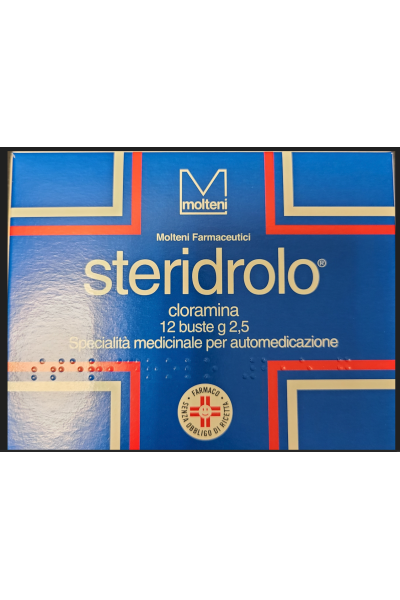 molteni
Molteni Farmaceutici
steridrolo®
cloramina
12 buste g 2,5
Specialità medicinale per automedicazione
FARMACO
SENZA OBBLIGO DI RICETTA